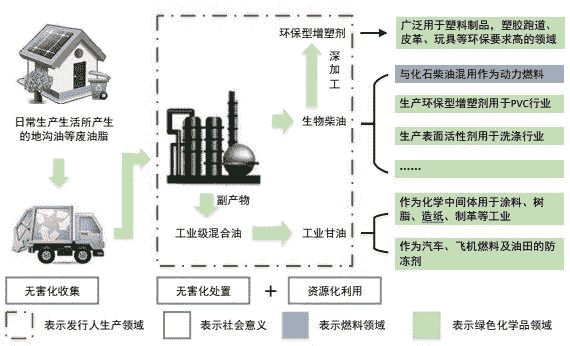 环保型增塑剂
广泛用于塑料制品，塑胶跑道、
皮革、玩具等环保要求高的领域
深加工
与化石柴油混用作为动力燃料
日常生产生活所产生
的地沟油等废油脂
生物柴油
生产环保型增塑剂用于PVC行业
生产表面活性剂用于洗涤行业
......
副产物
工业级混合油
工业甘油
作为化学中间体用于涂料、树
脂、造纸、制革等工业
作为汽车、飞机燃料及油田的防
冻剂
无害化收集
无害化处置
+
资源化利用
表示发行人生产领域
表示社会意义
表示燃料领域
表示绿色化学品领域